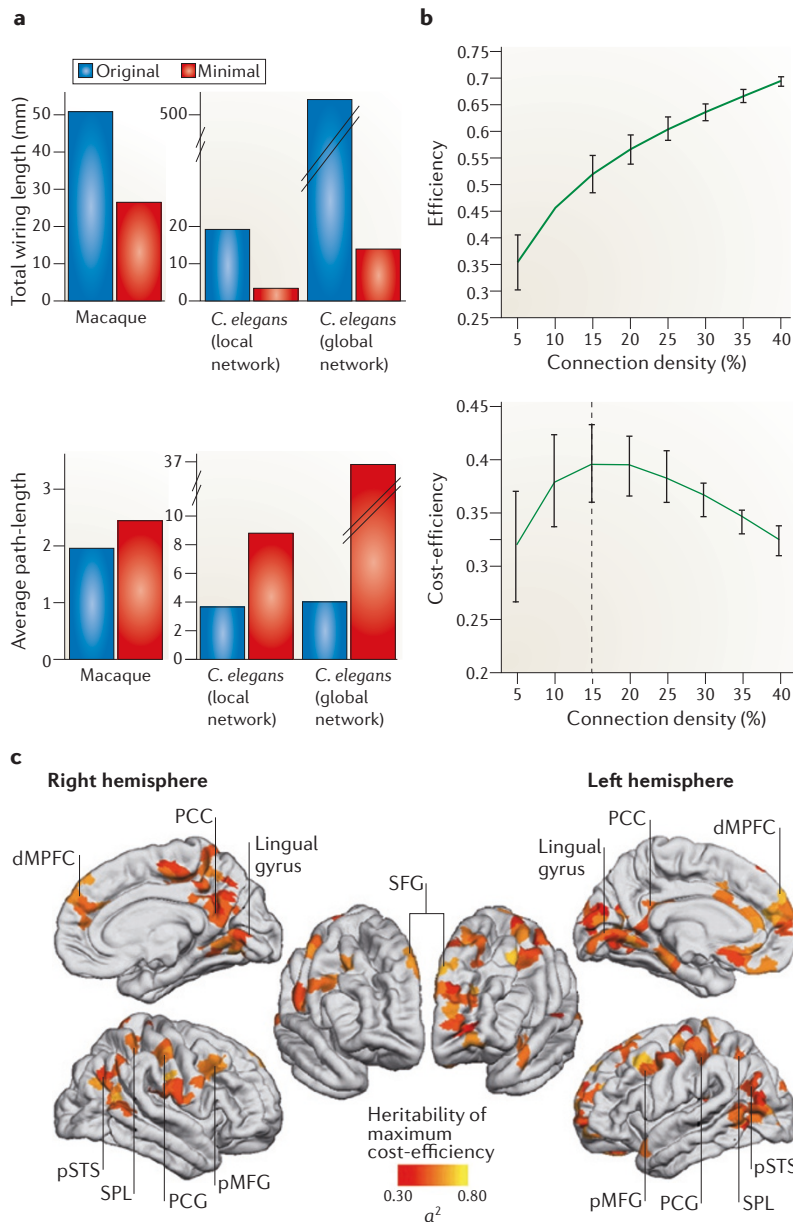 a
Original Minimal
Total wiring length (mm)
50
40
30
20
10
0
500
20
10
0
Macaque
C. elegans
(local
network)
C. elegans
(global
network)
Average path-length
3
2
1
0
37
10
8
6
4
2
0
Macaque
C. elegans
(local
network)
C. elegans
(global
network)
b
Efficiency
0.75
0.7
0.65
0.6
0.55
0.5
0.45
0.4
0.35
0.3
0.25
5 10 15 20 25 30 35 40
Connection density (%)
Cost-efficiency
0.45
0.4
0.35
0.3
0.25
0.2
5 10 15 20 25 30 35 40
Connection density (%)
c
Right hemisphere
Left hemisphere
PCC
dMPFC
Lingual
gyrus
SFG
PCC
dMPFC
Lingual
gyrus
pSTS
SPL
PCG
pMFG
Heritability of
maximum
cost-efficiency
0.30 0.80
a²
pMFG
PCG
SPL
pSTS